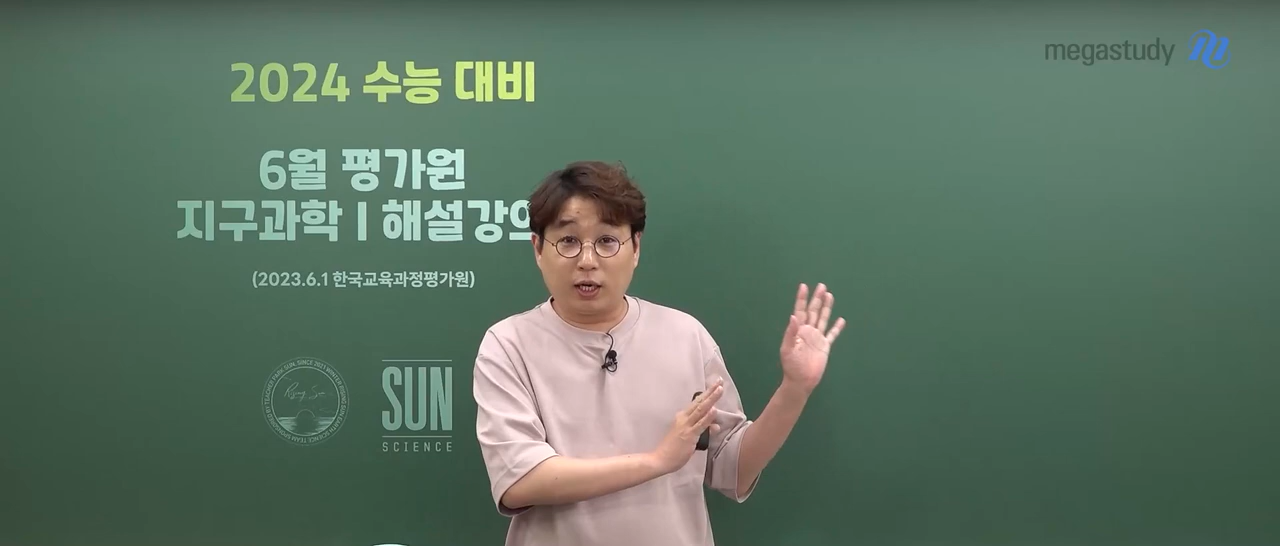 megastudy
2024 수능 대비
6월 평가원
지구과학 I 해설강의
(2023.6.1 한국교육과정평가원)
SUN
SCIENCE